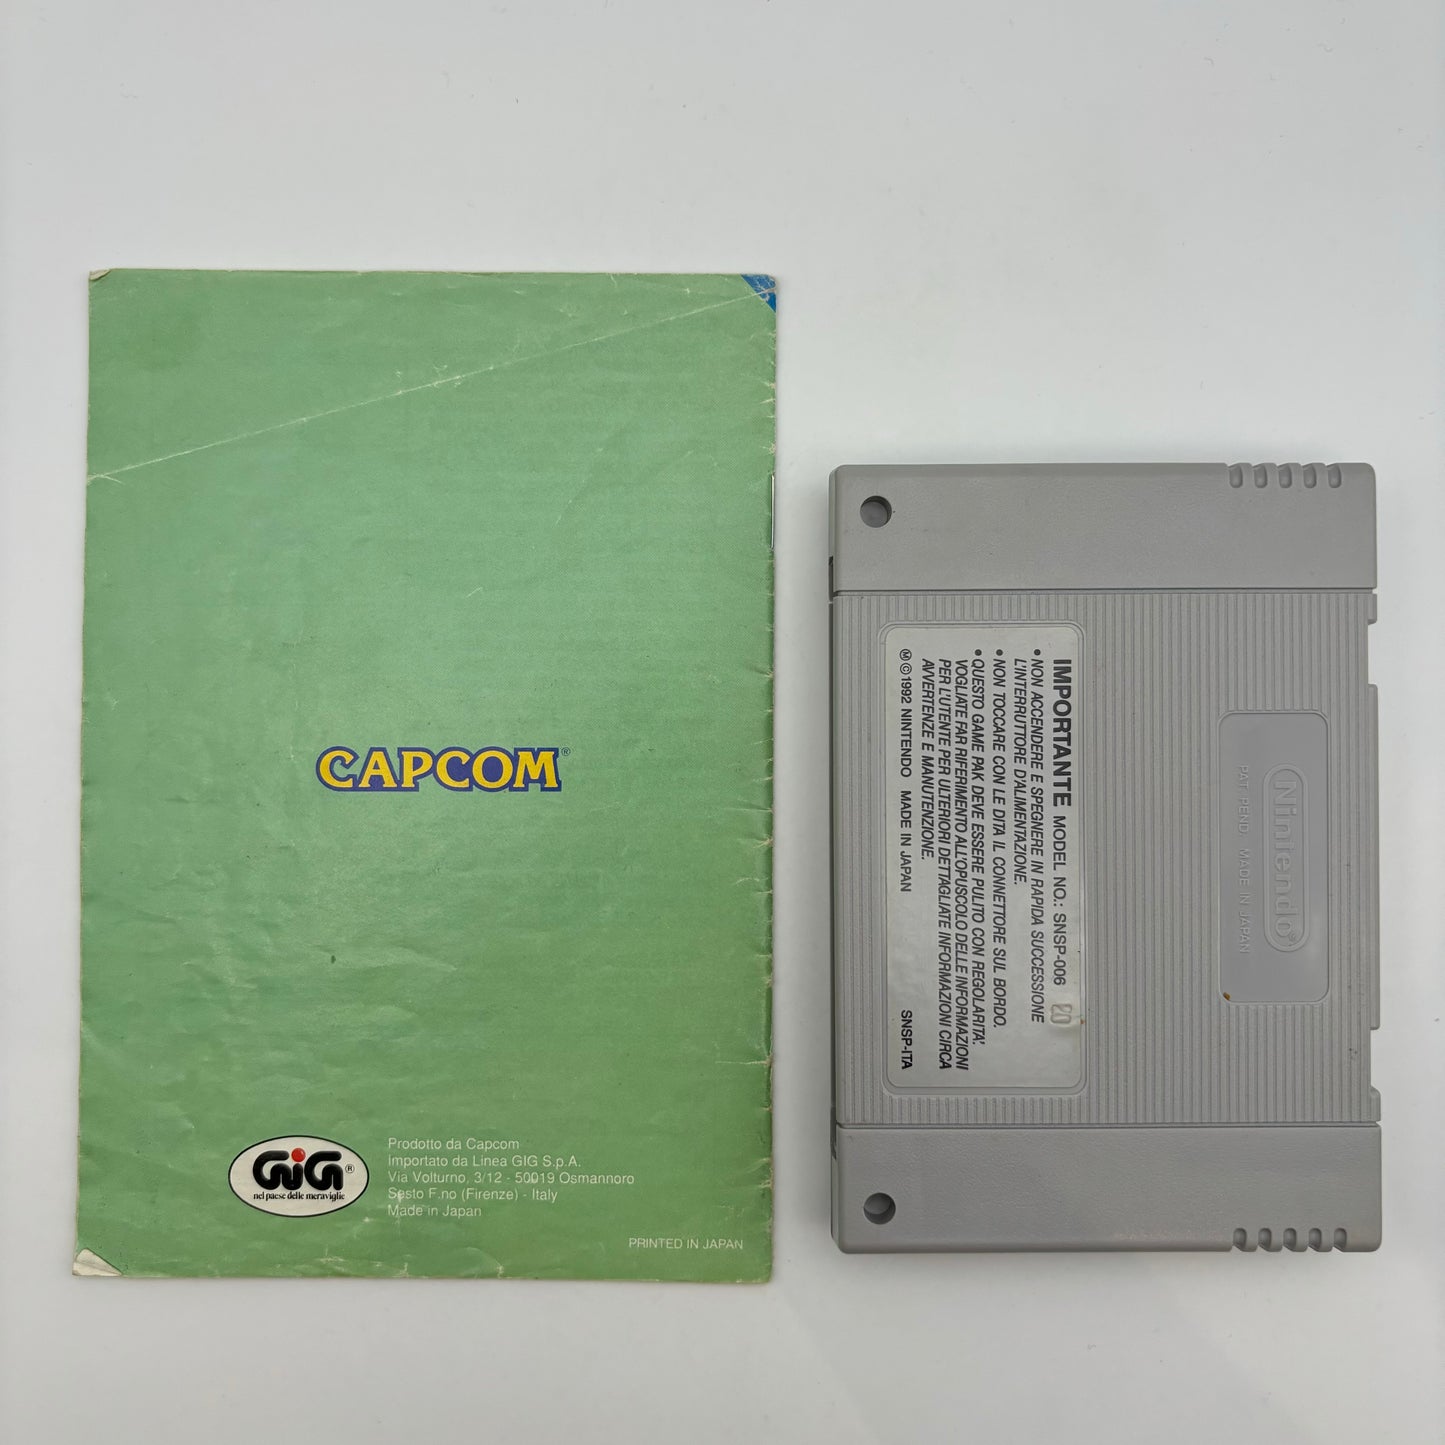 CAPCOM®
GiG®
nel paese delle meraviglie
Prodotto da Capcom
Importato da Linea GIG S.p.A.
Via Volturno, 3/12 - 50019 Osmannoro
Sesto F.no (Firenze) - Italy
Made in Japan
PRINTED IN JAPAN
IMPORTANTE MODEL NO.: SNSP-006 20
• NON ACCENDERE E SPEGNERE IN RAPIDA SUCCESSIONE
L'INTERRUTTORE D'ALIMENTAZIONE.
• NON TOCCARE CON LE DITA IL CONNETTORE SUL BORDO.
• QUESTO GAME PAK DEVE ESSERE PULITO CON REGOLARITA'.
VOGLIATE FAR RIFERIMENTO ALL'OPUSCOLO DELLE INFORMAZIONI
PER L'UTENTE PER ULTERIORI DETTAGLIATE INFORMAZIONI CIRCA
AVVERTENZE E MANUTENZIONE.
Ⓜ©1992 NINTENDO MADE IN JAPAN SNSP-ITA
Nintendo®
PAT. PEND. MADE IN JAPAN